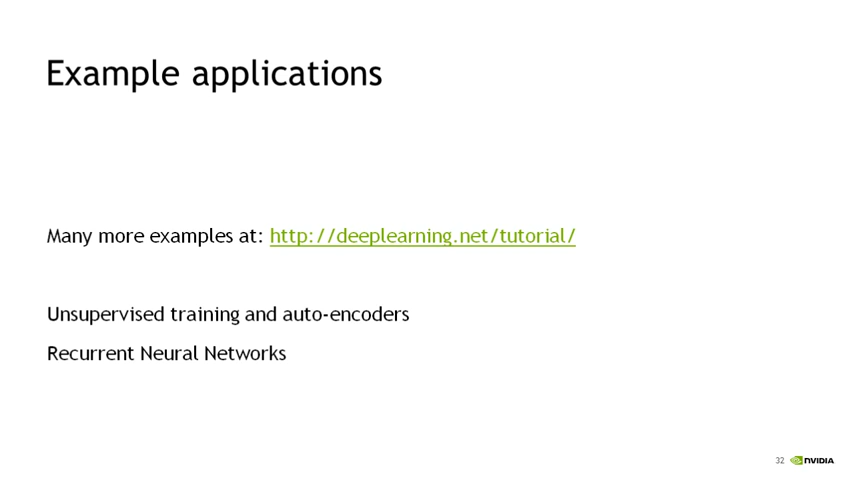 Example applications
Many more examples at: http://deeplearning.net/tutorial/
Unsupervised training and auto-encoders
Recurrent Neural Networks
32 NVIDIA